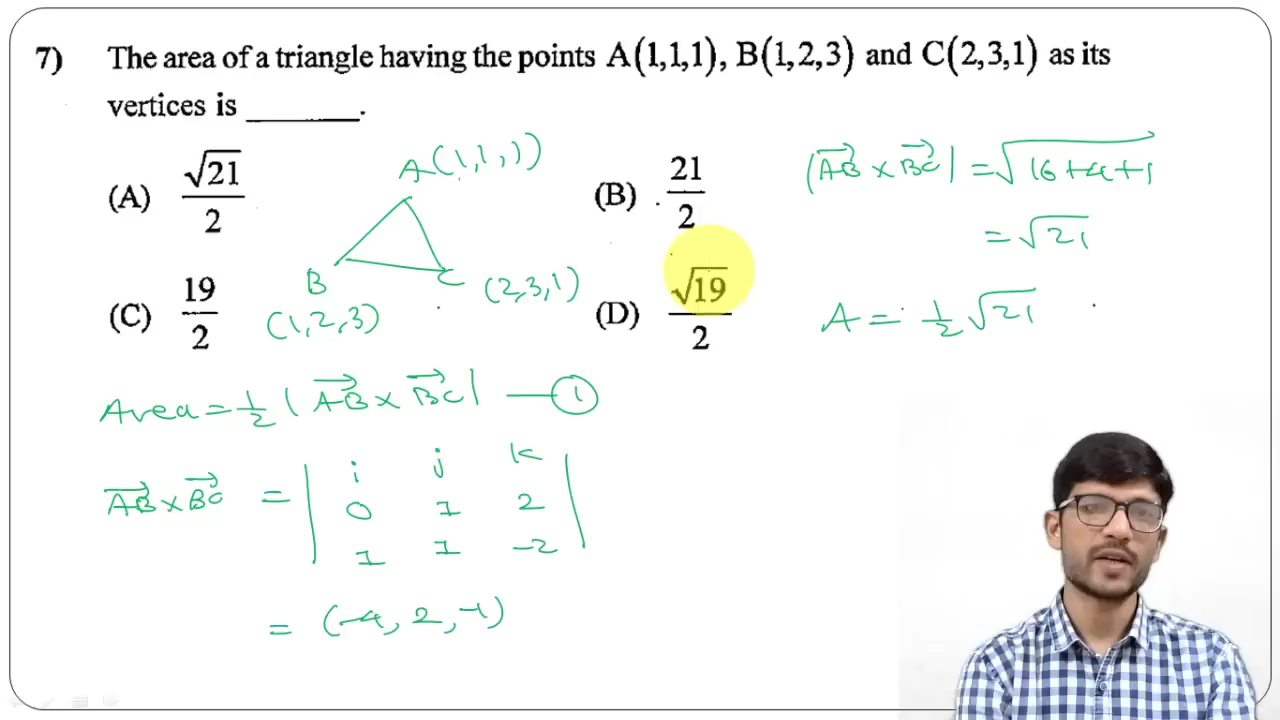 7) The area of a triangle having the points A(1,1,1), B(1,2,3) and C(2,3,1) as its
vertices is ________.
(A) √21/2
(B) 21/2
(C) 19/2
(D) √19/2
A(1,1,1)
B
(1,2,3)
C (2,3,1)
Area = 1/2 |AB⃗ × BC⃗| — ①
AB⃗ × BC⃗ = | i j k
0 1 2
1 1 -2 |
= (-4, 2, -1)
|AB⃗ × BC⃗| = √16+4+1
= √21
A = 1/2 √21